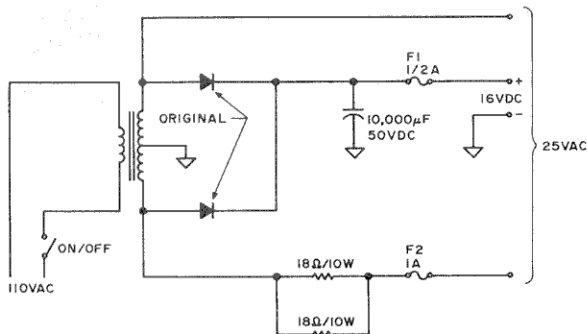 F1
1/2A
+
ORIGINAL
10,000µF
50VDC
16VDC
-
25VAC
ON/OFF
110VAC
18Ω/10W
F2
1A
18Ω/10W